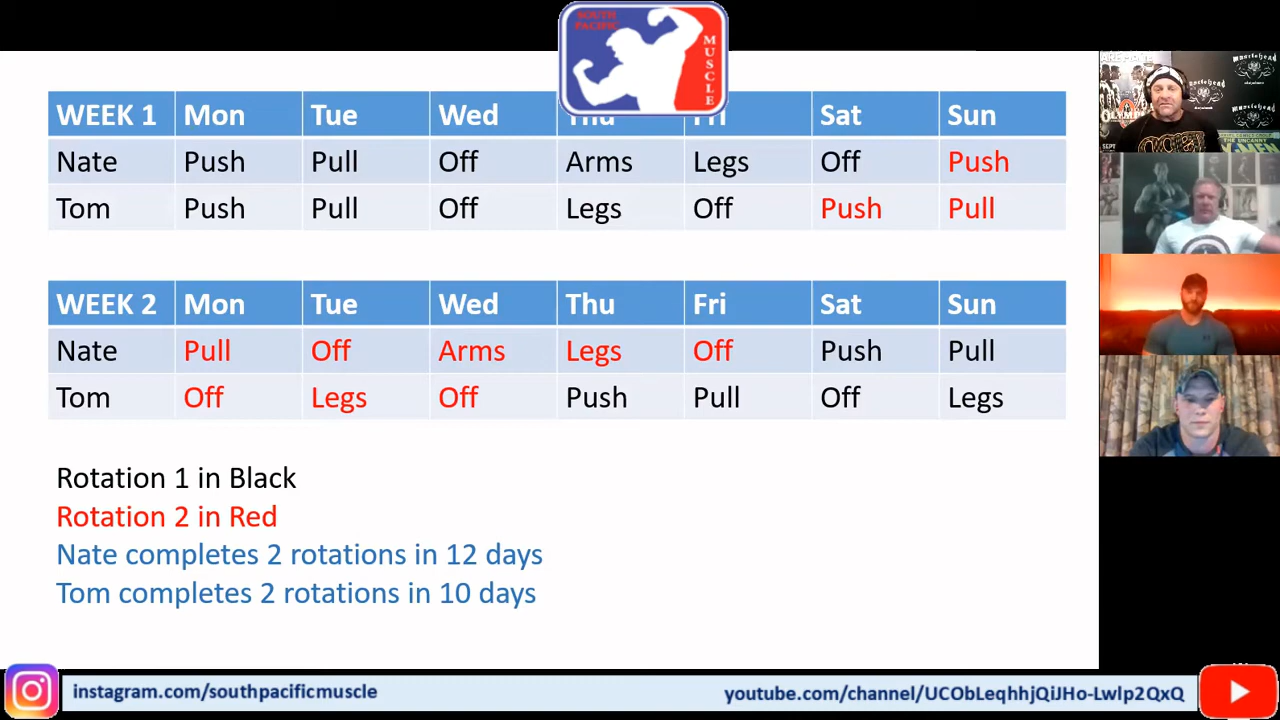 SOUTH
PACIFIC
MUSCLE
WEEK 1 Mon Tue Wed Thu Fri Sat Sun
Nate Push Pull Off Arms Legs Off Push
Tom Push Pull Off Legs Off Push Pull
WEEK 2 Mon Tue Wed Thu Fri Sat Sun
Nate Pull Off Arms Legs Off Push Pull
Tom Off Legs Off Push Pull Off Legs
Rotation 1 in Black
Rotation 2 in Red
Nate completes 2 rotations in 12 days
Tom completes 2 rotations in 10 days
instagram.com/southpacificmuscle
youtube.com/channel/UCObLeqhhjQiJHo-Lwlp2QxQ